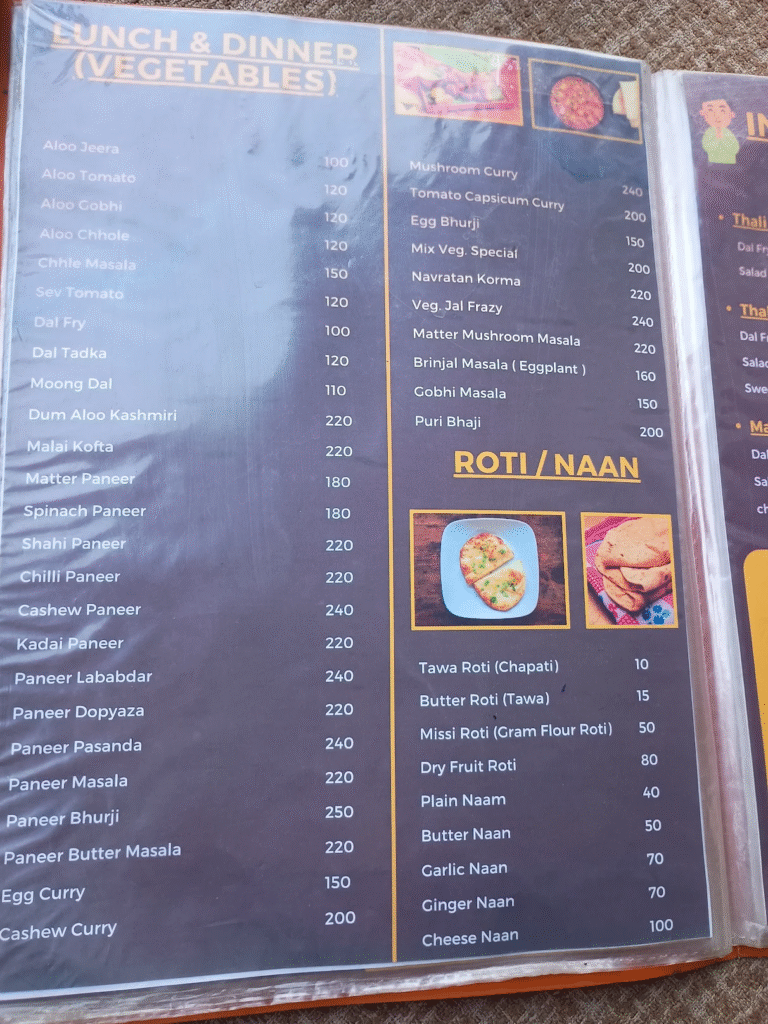 LUNCH & DINNER
(VEGETABLES)
Aloo Jeera 100
Aloo Tomato 120
Aloo Gobhi 120
Aloo Chhole 120
Chhle Masala 150
Sev Tomato 120
Dal Fry 100
Dal Tadka 120
Moong Dal 110
Dum Aloo Kashmiri 220
Malai Kofta 220
Matter Paneer 180
Spinach Paneer 180
Shahi Paneer 220
Chilli Paneer 220
Cashew Paneer 240
Kadai Paneer 220
Paneer Lababdar 240
Paneer Dopyaza 220
Paneer Pasanda 240
Paneer Masala 220
Paneer Bhurji 250
Paneer Butter Masala 220
Egg Curry 150
Cashew Curry 200
Mushroom Curry 240
Tomato Capsicum Curry 200
Egg Bhurji 150
Mix Veg. Special 200
Navratan Korma 220
Veg. Jal Frazy 240
Matter Mushroom Masala 220
Brinjal Masala ( Eggplant ) 160
Gobhi Masala 150
Puri Bhaji 200
ROTI / NAAN
Tawa Roti (Chapati) 10
Butter Roti (Tawa) 15
Missi Roti (Gram Flour Roti) 50
Dry Fruit Roti 80
Plain Naam 40
Butter Naan 50
Garlic Naan 70
Ginger Naan 70
Cheese Naan 100
• Thali
Dal
Salad
•
Dal
•